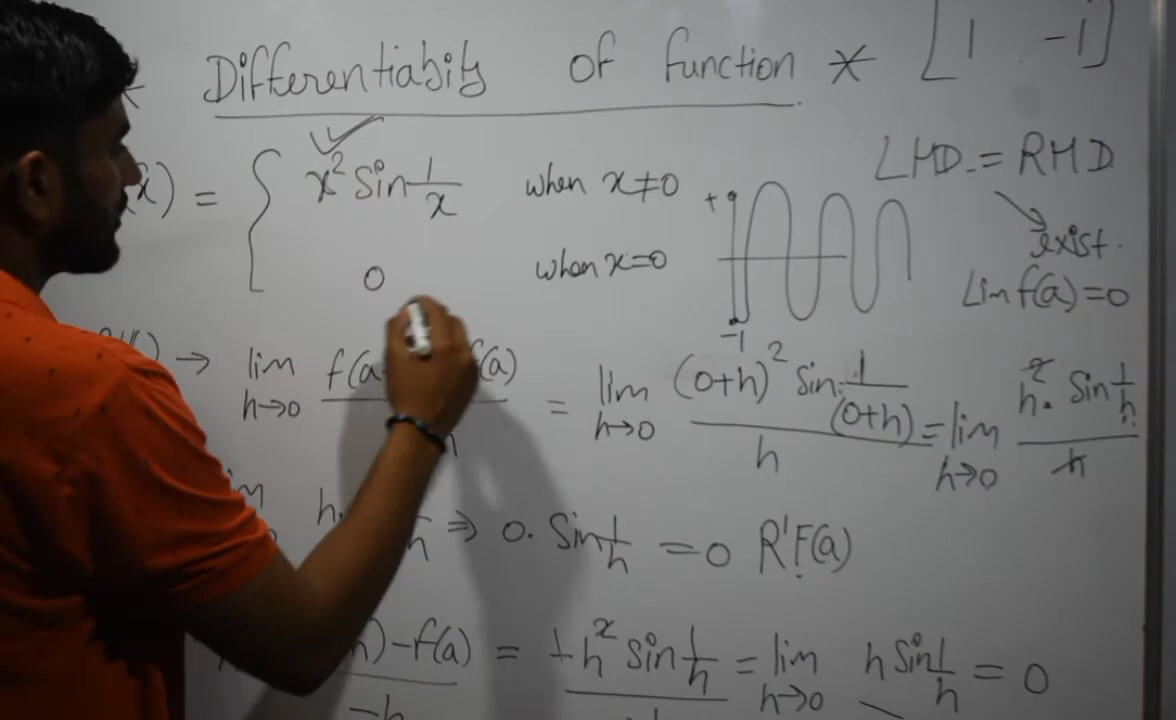 * Differentiabity of function * [1 -1]
(x) = { x² Sin 1/x when x≠0
0 when x=0
+1
-1
LHD = RHD
exist.
Lim f(a)=0
→ lim h→0 f(a f(a) / h = lim h→0 (0+h)² Sin 1/(0+h) / h = lim h→0 h². Sin 1/h / h
h. h ⇒ 0. Sin 1/h = 0 R'F(a)
h)-f(a) / -h = +h² sin 1/h = lim h→0 h Sin 1/h = 0